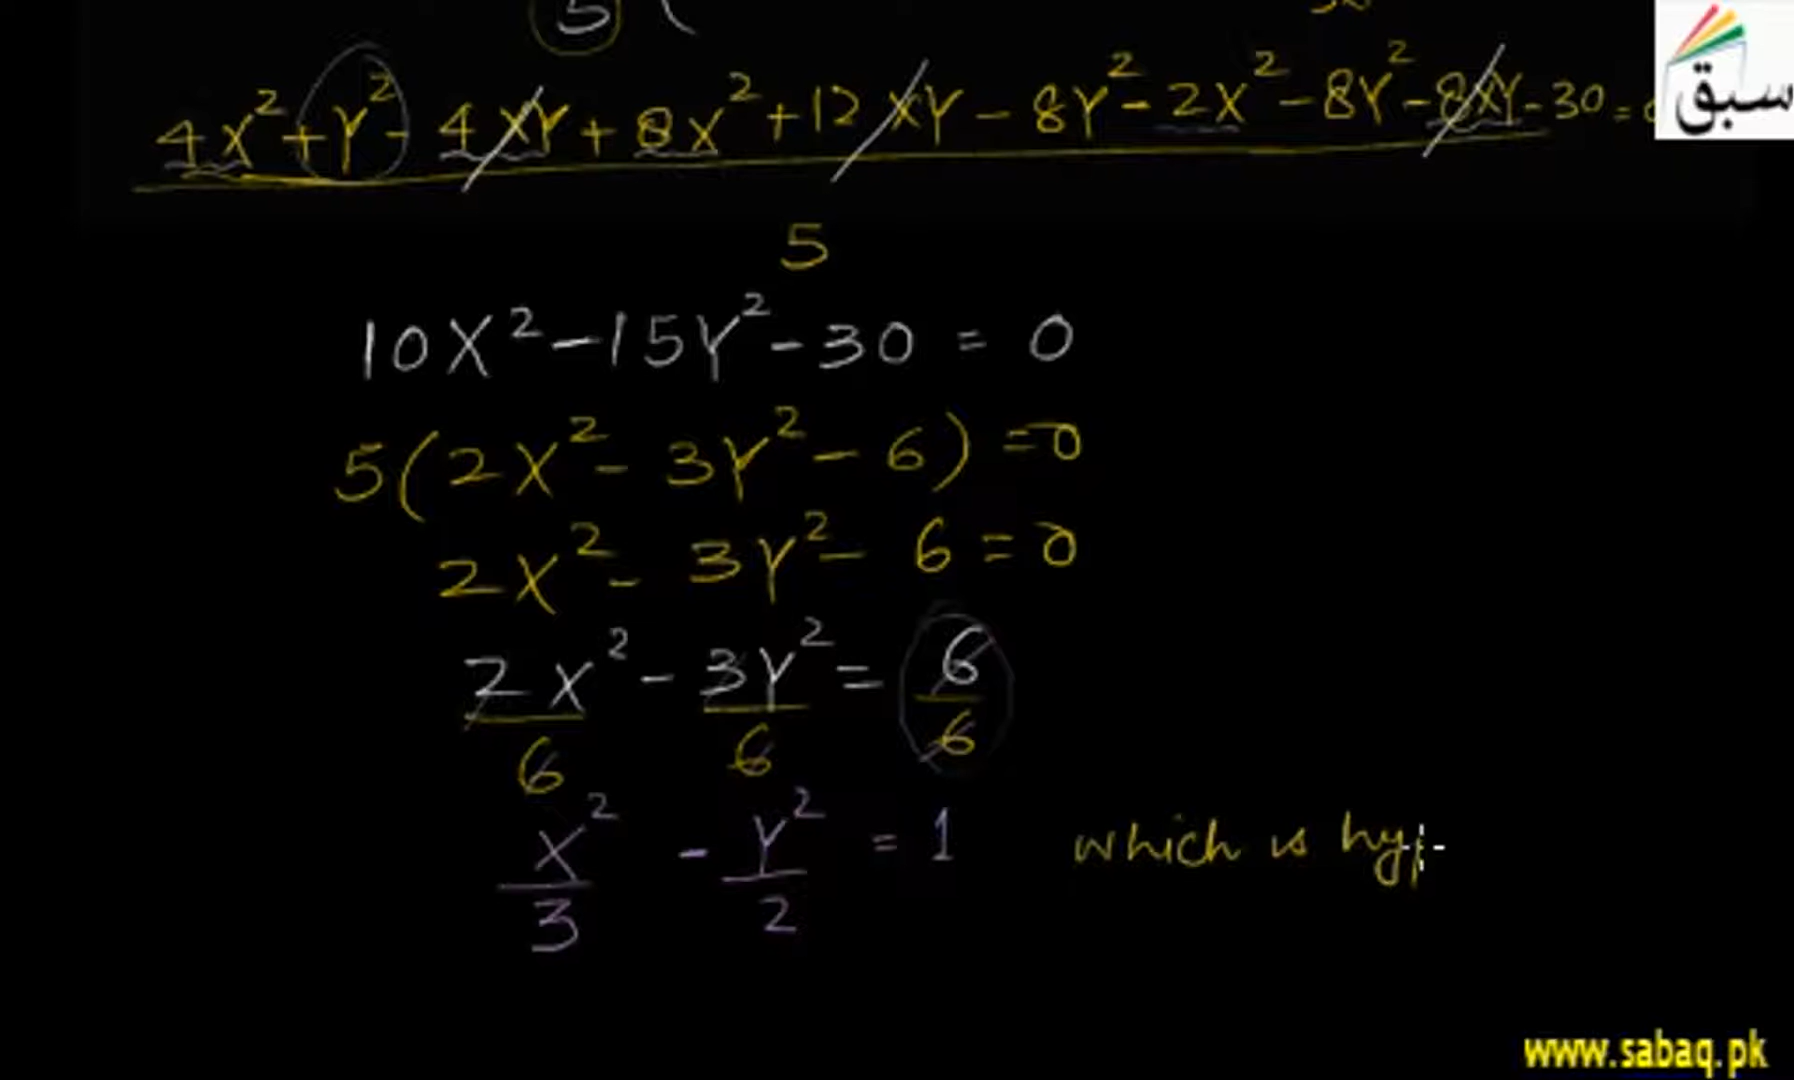 5 (
سبق
4X² + Y² - 4XY + 8X² + 12XY - 8Y² - 2X² - 8Y² - 8XY - 30 =
5
10X² - 15Y² - 30 = 0
5(2X² - 3Y² - 6) = 0
2X² - 3Y² - 6 = 0
2X² - 3Y² = 6
6 6 6
X² - Y² = 1 which is hyp
3 2
www.sabaq.pk